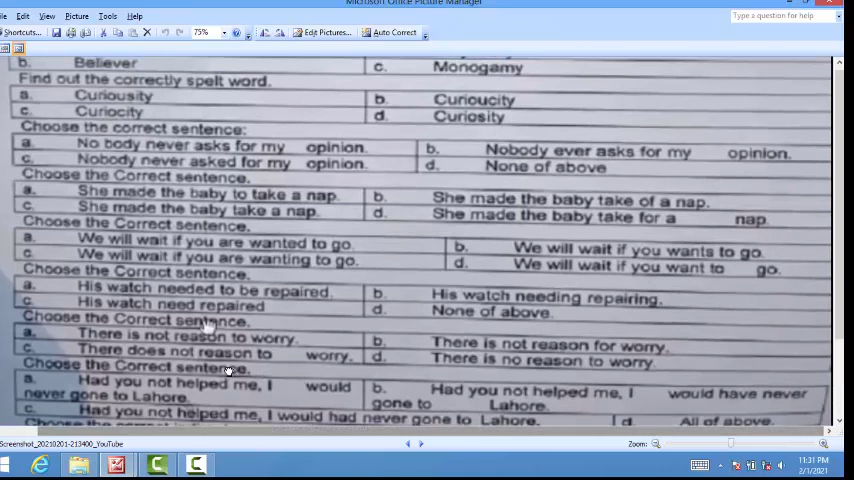 Microsoft Office Picture Manager
ile Edit View Picture Tools Help Type a question for help
Shortcuts... 75% Edit Pictures... Auto Correct
b. Believer c. Monogamy
Find out the correctly spelt word.
a. Curiousity b. Curioucity
c. Curiocity d. Curiosity
Choose the correct sentence:
a. No body never asks for my opinion. b. Nobody ever asks for my opinion.
c. Nobody never asked for my opinion. d. None of above
Choose the Correct sentence.
a. She made the baby to take a nap. b. She made the baby take of a nap.
c. She made the baby take a nap. d. She made the baby take for a nap
Choose the Correct sentence.
a. We will wait if you are wanted to go. b. We will wait if you wants to go.
c. We will wait if you are wanting to go. d. We will wait if you want to go.
Choose the Correct sentence.
a. His watch needed to be repaired. b. His watch needing repairing.
c. His watch need repaired d. None of above.
Choose the Correct sentence.
a. There is not reason to worry. b. There is not reason for worry.
c. There does not reason to worry. d. There is no reason to worry.
Choose the Correct sentence.
a. Had you not helped me, I would b. Had you not helped me, I would have never
never gone to Lahore. gone to Lahore.
c. Had you not helped me, I would had never gone to Lahore. d. All of above.
Screenshot_20210201-213400_YouTube Zoom:
11:31 PM
2/1/2021